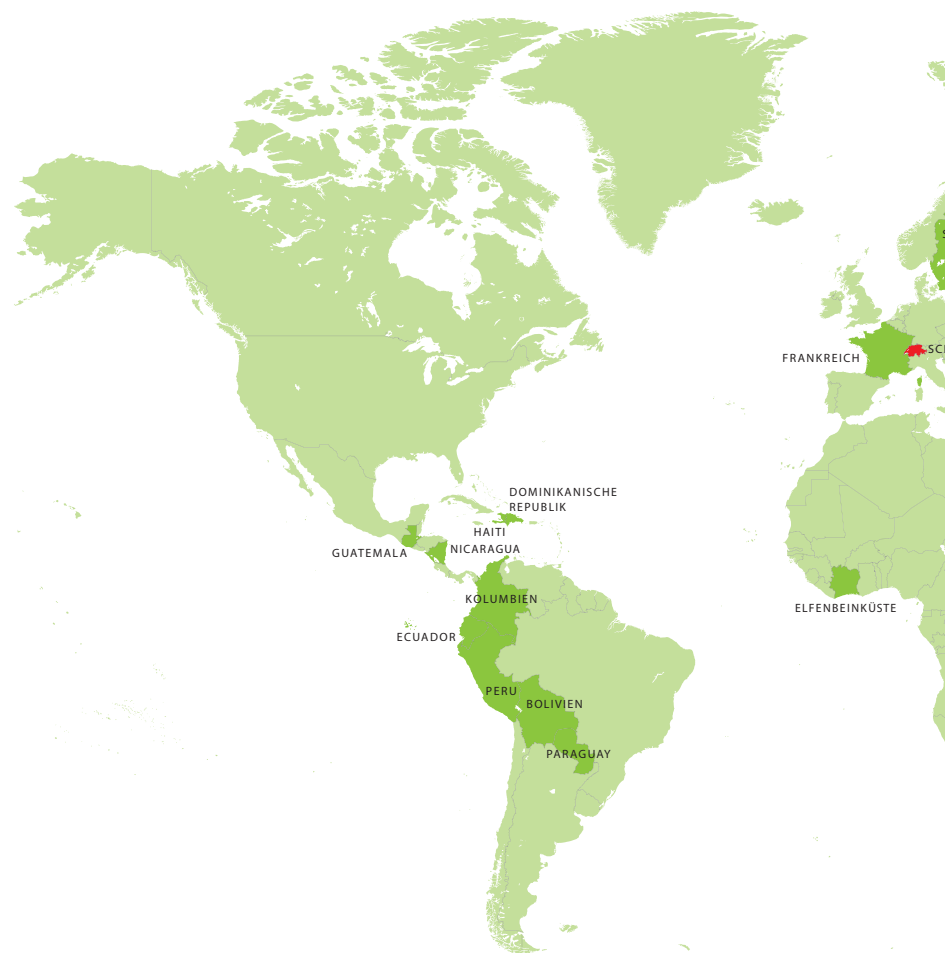 FRANKREICH
DOMINIKANISCHE
REPUBLIK
HAITI
NICARAGUA
GUATEMALA
KOLUMBIEN
ELFENBEINKÜSTE
ECUADOR
PERU
BOLIVIEN
PARAGUAY